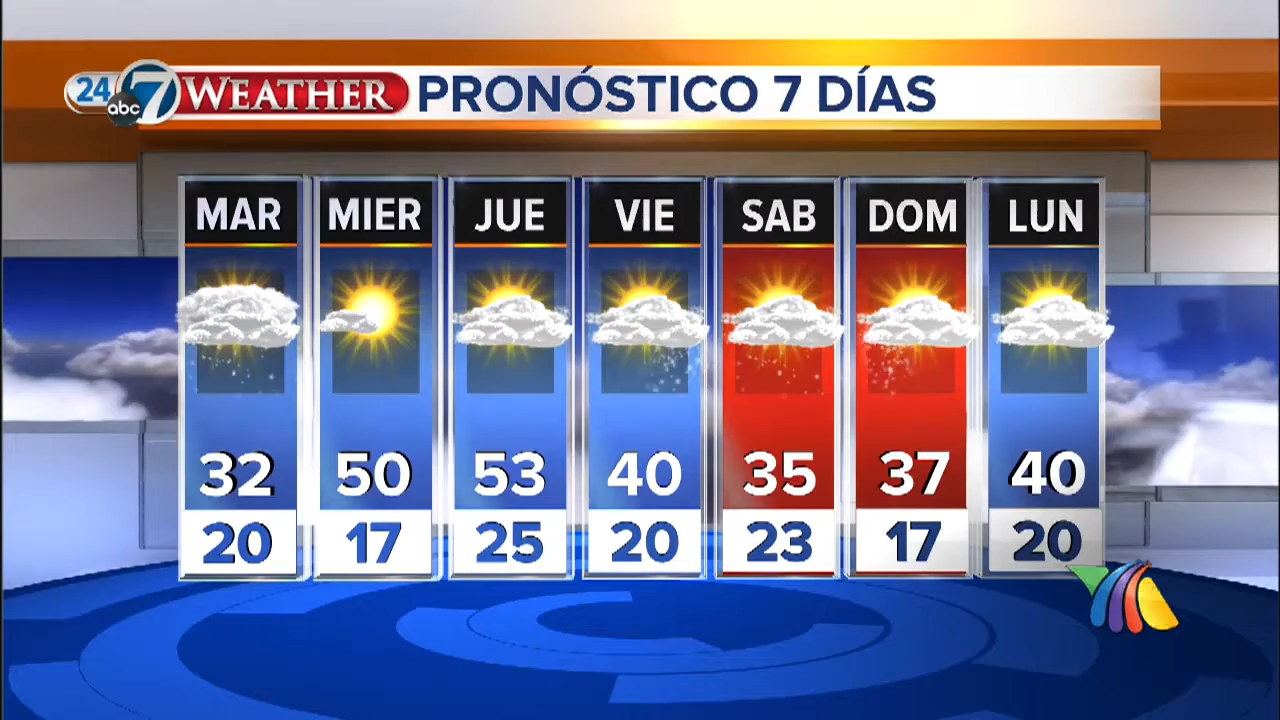 24 abc 7 WEATHER PRONÓSTICO 7 DÍAS
MAR MIER JUE VIE SAB DOM LUN
32 50 53 40 35 37 40
20 17 25 20 23 17 20